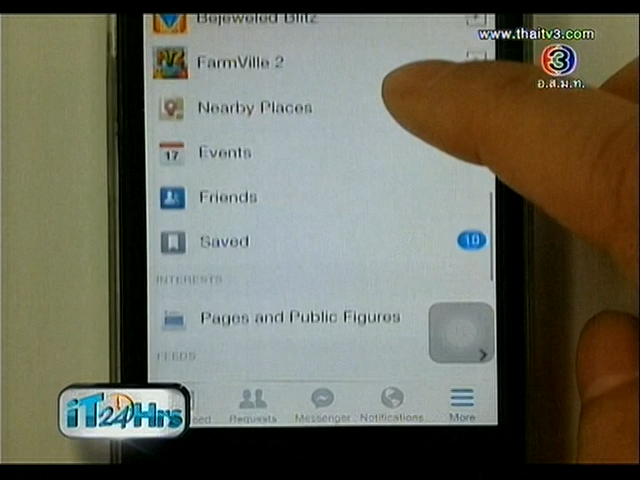 Bejeweled Blitz
www.thaitv3.com
3
อ.ส.ม.ท.
FarmVille 2
Nearby Places
17
Events
Friends
Saved
10
INTERESTS
Pages and Public Figures
FEEDS
iT24Hrs
eed
Requests
Messenger
Notifications
More